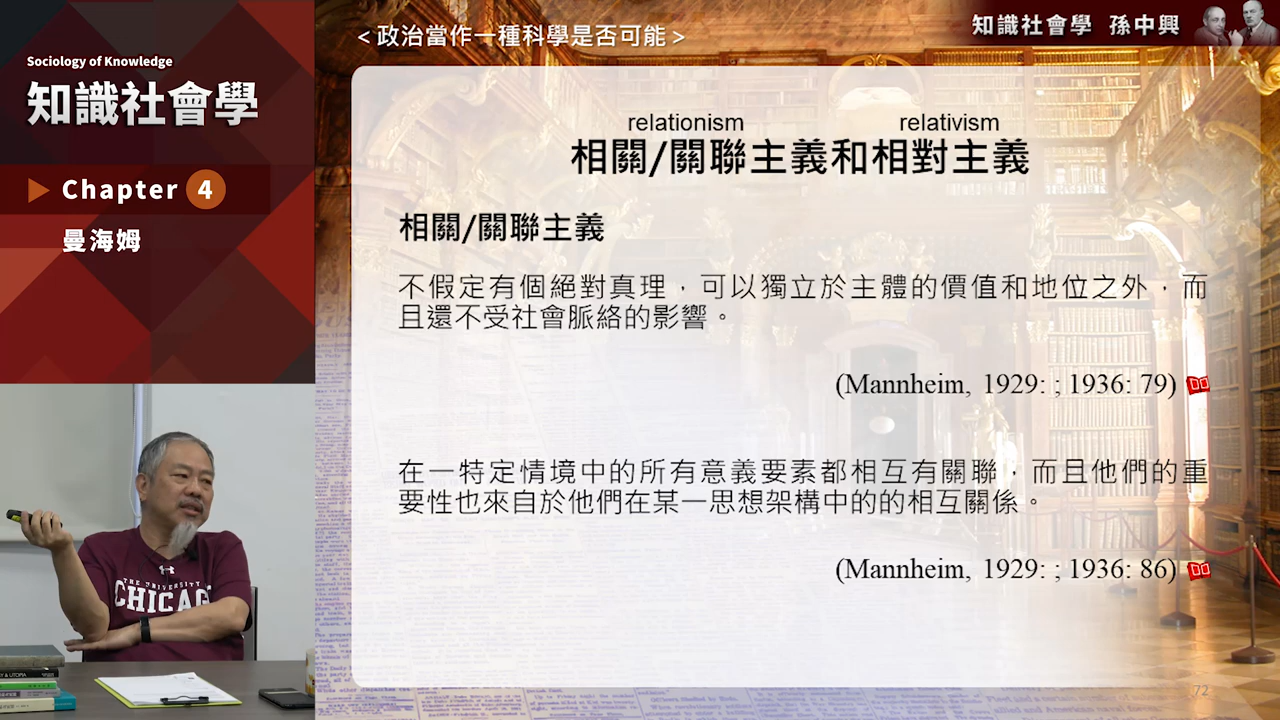 Sociology of Knowledge
知識社會學
Chapter 4
曼海姆
<政治當作一種科學是否可能>
知識社會學 孫中興
relationism relativism
相關/關聯主義和相對主義
相關/關聯主義
不假定有個絕對真理，可以獨立於主體的價值和地位之外，而
且還不受社會脈絡的影響。
(Mannheim, 1929: ; 1936: 79)
在一特定情境中的所有意義要素都相互有關聯，而且他們的重
要性也來自於他們在某一思想架構中的的相互關係。
(Mannheim, 1929: ; 1936: 86)
72
THE UNIVERSITY
CHICAG